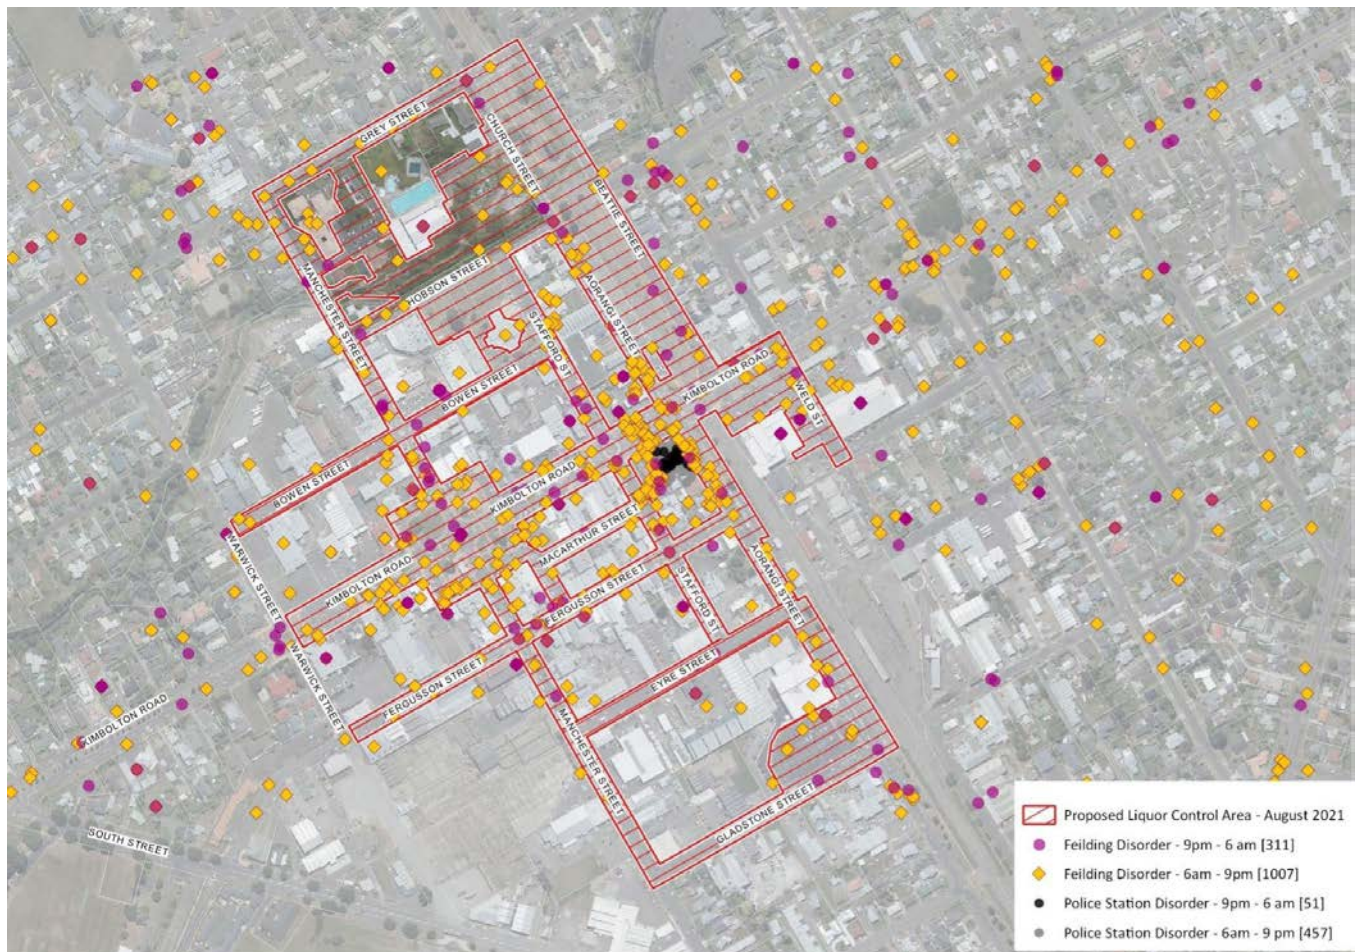 GREY STREET
CHURCH STREET
BEATTIE STREET
MANCHESTER STREET
HOBSON STREET
AORANGI STREET
STAFFORD ST
BOWEN STREET
KIMBOLTON ROAD
WELD ST
BOWEN STREET
KIMBOLTON ROAD
WARWICK STREET
MACARTHUR STREET
KIMBOLTON ROAD
FERGUSSON STREET
STAFFORD ST
AORANGI STREET
WARWICK STREET
EYRE STREET
FERGUSSON STREET
KIMBOLTON ROAD
MANCHESTER STREET
GLADSTONE STREET
SOUTH STREET
Proposed Liquor Control Area - August 2021
Feilding Disorder - 9pm - 6 am [311]
Feilding Disorder - 6am - 9pm [1007]
Police Station Disorder - 9pm - 6 am [51]
Police Station Disorder - 6am - 9 pm [457]